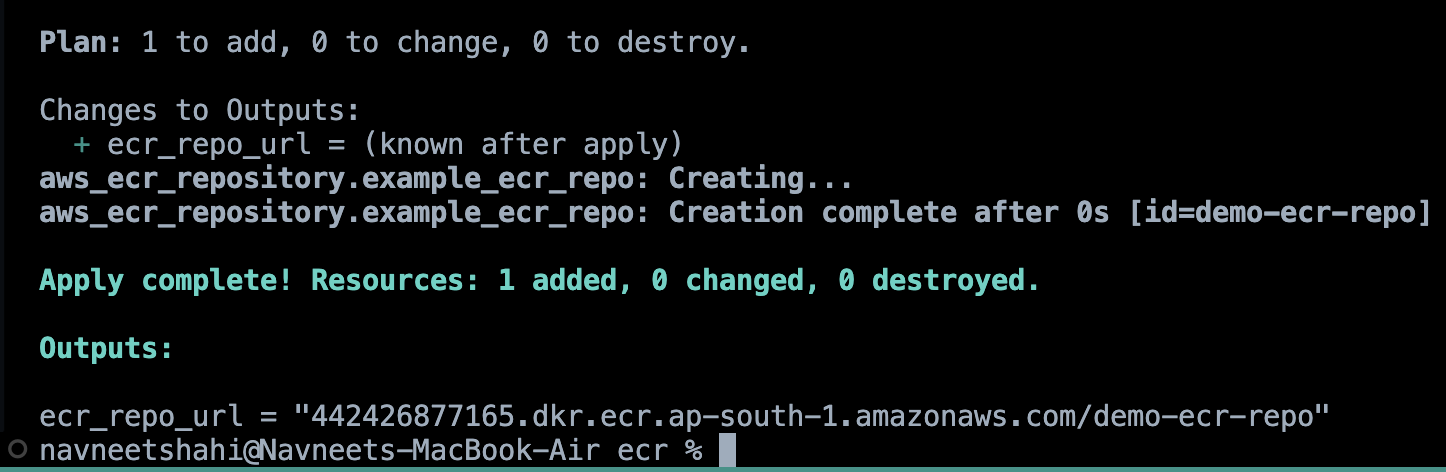 Plan: 1 to add, 0 to change, 0 to destroy.
Changes to Outputs:
+ ecr_repo_url = (known after apply)
aws_ecr_repository.example_ecr_repo: Creating...
aws_ecr_repository.example_ecr_repo: Creation complete after 0s [id=demo-ecr-repo]
Apply complete! Resources: 1 added, 0 changed, 0 destroyed.
Outputs:
ecr_repo_url = "442426877165.dkr.ecr.ap-south-1.amazonaws.com/demo-ecr-repo"
navneetshahi@Navneets-MacBook-Air ecr %